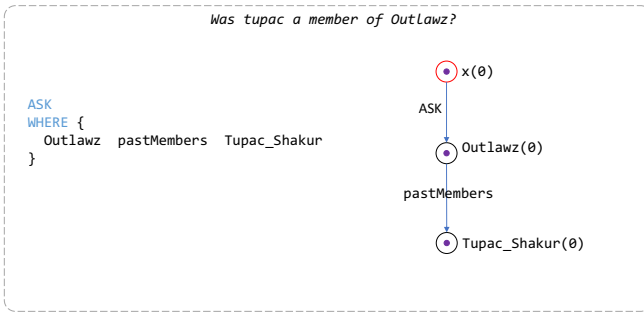 Was tupac a member of Outlawz?
ASK
WHERE {
Outlawz pastMembers Tupac_Shakur
}
x(0)
ASK
Outlawz(0)
pastMembers
Tupac_Shakur(0)